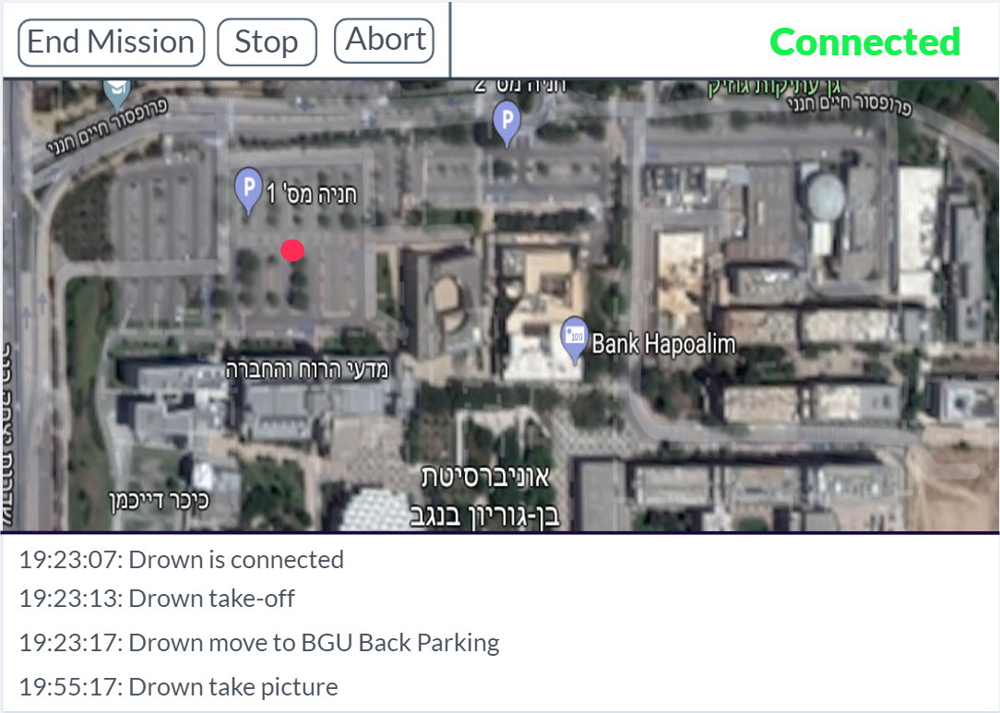 End Mission
Stop
Abort
Connected
חניה מס' 2
גן עתיקות גוזיק
פרופסור חיים חנני
פרופסור חיים חנני
P
P
חניה מס' 1
100
Bank Hapoalim
מדעי הרוח והחברה
אוניברסיטת
בן-גוריון בנגב
כיכר דייכמן
19:23:07: Drown is connected
19:23:13: Drown take-off
19:23:17: Drown move to BGU Back Parking
19:55:17: Drown take picture